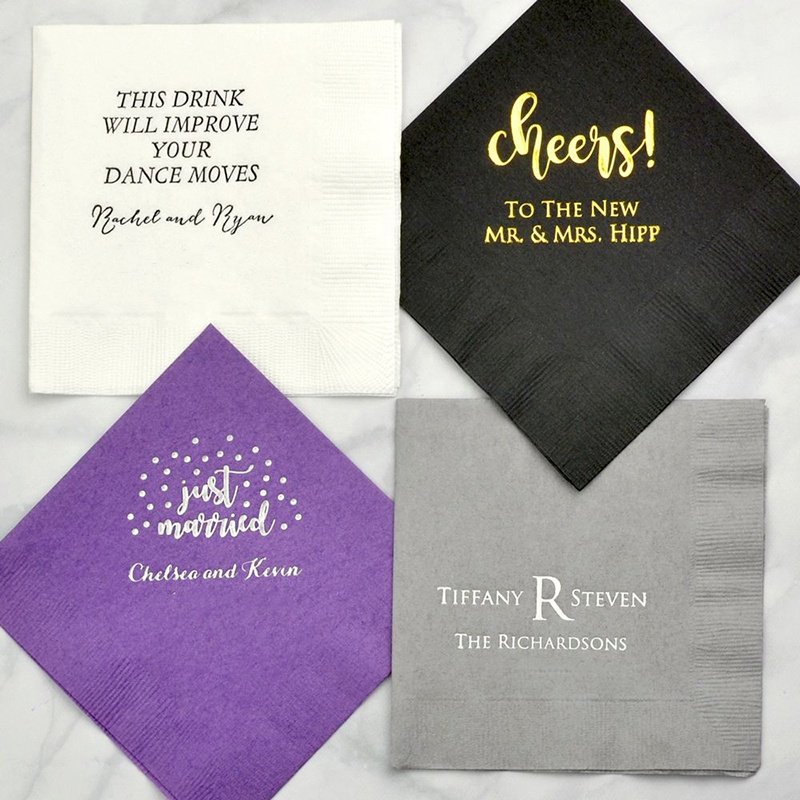 THIS DRINK
WILL IMPROVE
YOUR
DANCE MOVES
Rachel and Ryan
cheers!
TO THE NEW
MR. & MRS. HIPP
just
married
Chelsea and Kevin
TIFFANY R STEVEN
THE RICHARDSONS